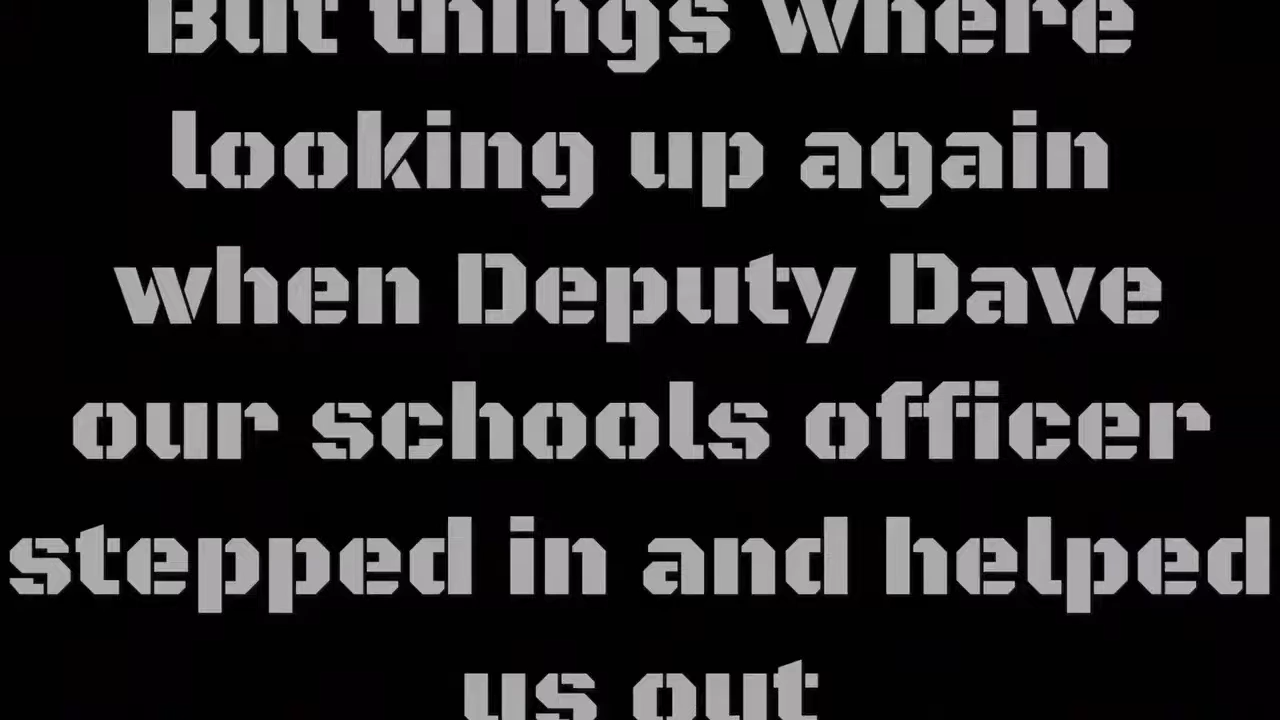 But things where
looking up again
when Deputy Dave
our schools officer
stepped in and helped
us out